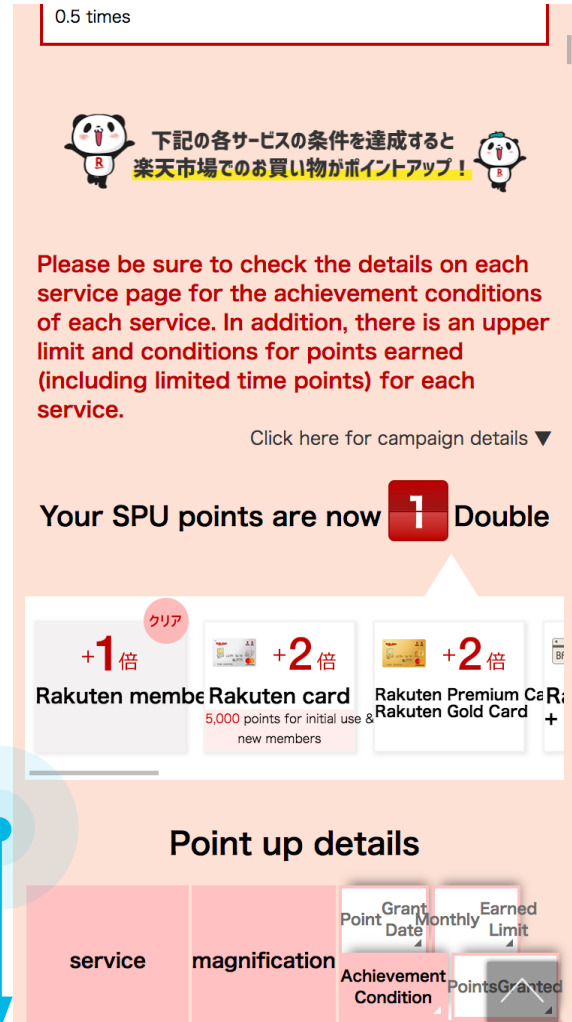 0.5 times
下記の各サービスの条件を達成すると
楽天市場でのお買い物がポイントアップ！
Please be sure to check the details on each
service page for the achievement conditions
of each service. In addition, there is an upper
limit and conditions for points earned
(including limited time points) for each
service.
Click here for campaign details ▼
Your SPU points are now 1 Double
クリア
+1倍
Rakuten membe
+2倍
Rakuten card
5,000 points for initial use &
new members
+2倍
Rakuten Premium Ca
Rakuten Gold Card
Ra
+
Point up details
service
magnification
Point Grant Date
Monthly Earned Limit
Achievement
Condition
Points Granted